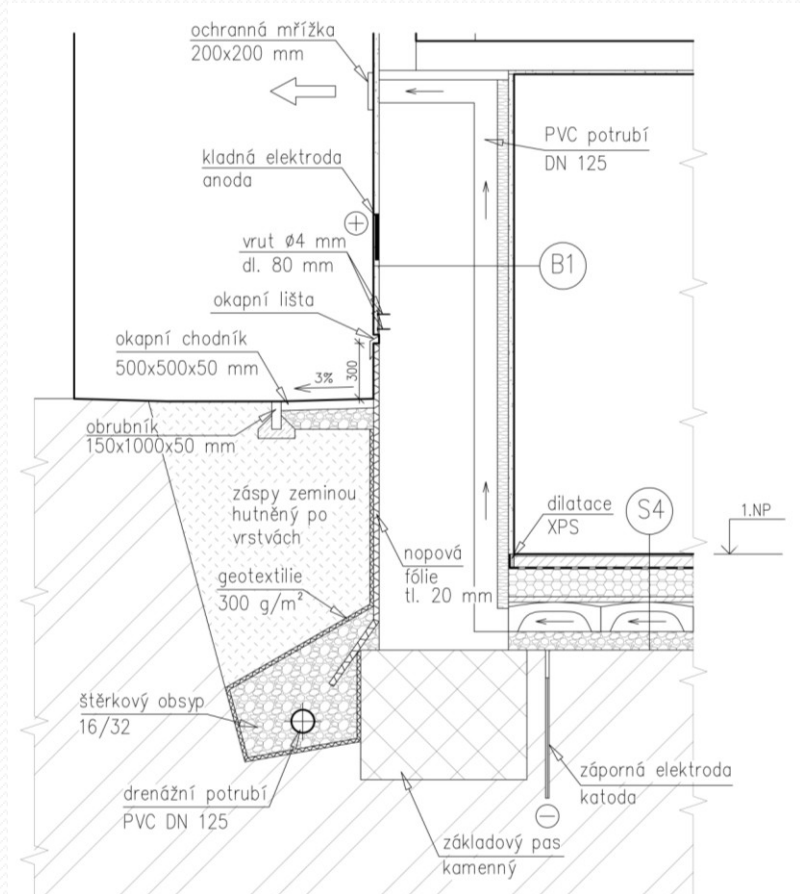 ochranná mřížka
200x200 mm
PVC potrubí
DN 125
kladná elektroda
anoda
+
vrut ø4 mm
dl. 80 mm
B1
okapní lišta
okapní chodník
500x500x50 mm
3%
300
obrubník
150x1000x50 mm
záspy zeminou
hutněný po
vrstvách
dilatace
XPS
S4
1.NP
nopová
fólie
tl. 20 mm
geotextilie
300 g/m²
štěrkový obsyp
16/32
drenážní potrubí
PVC DN 125
záporná elektroda
katoda
−
základový pas
kamenný